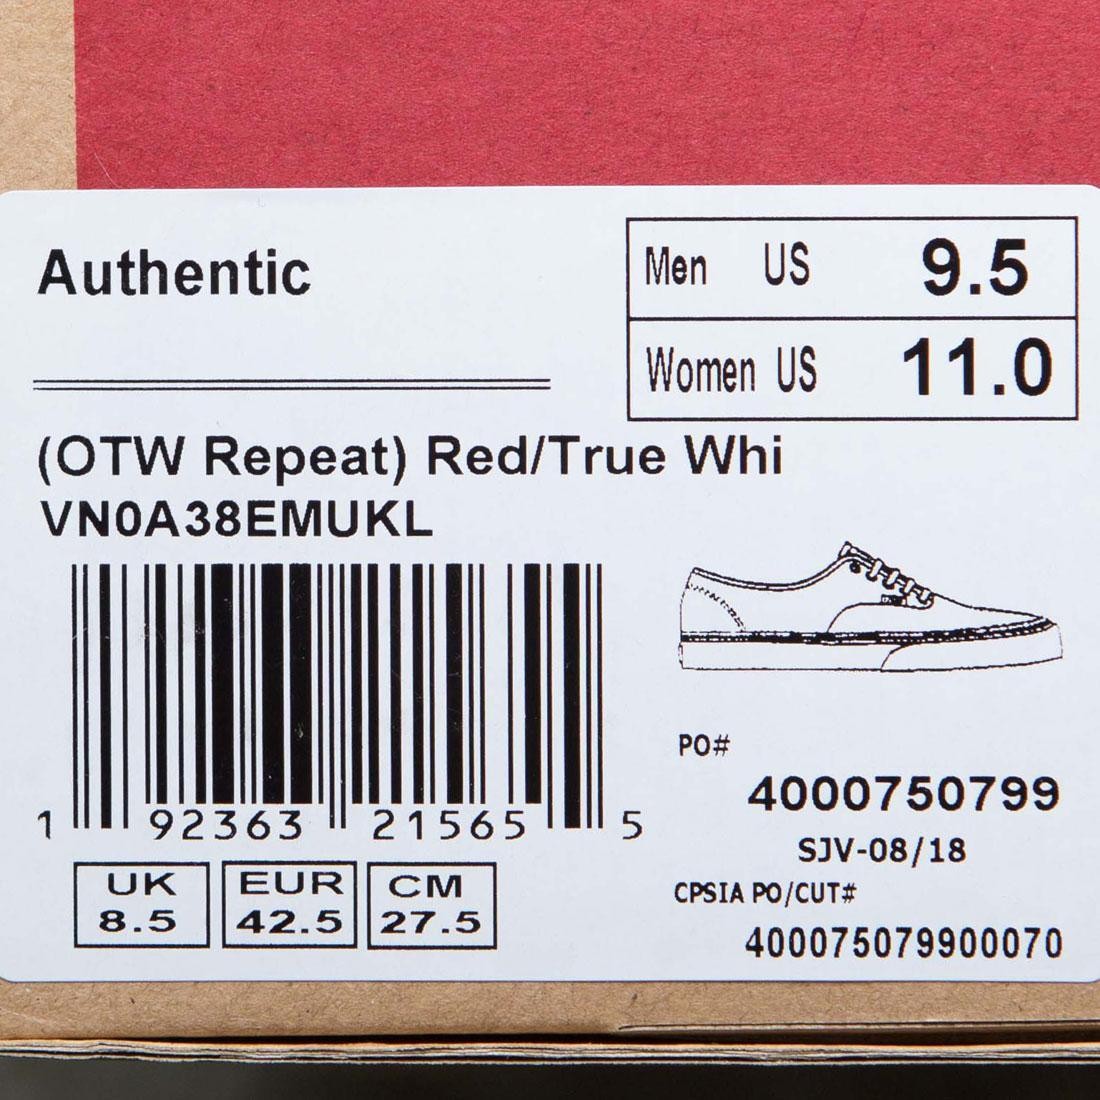 Authentic
Men US 9.5
Women US 11.0
(OTW Repeat) Red/True Whi
VN0A38EMUKL
1 92363 21565 5
PO#
4000750799
SJV-08/18
CPSIA PO/CUT#
400075079900070
UK EUR CM
8.5 42.5 27.5